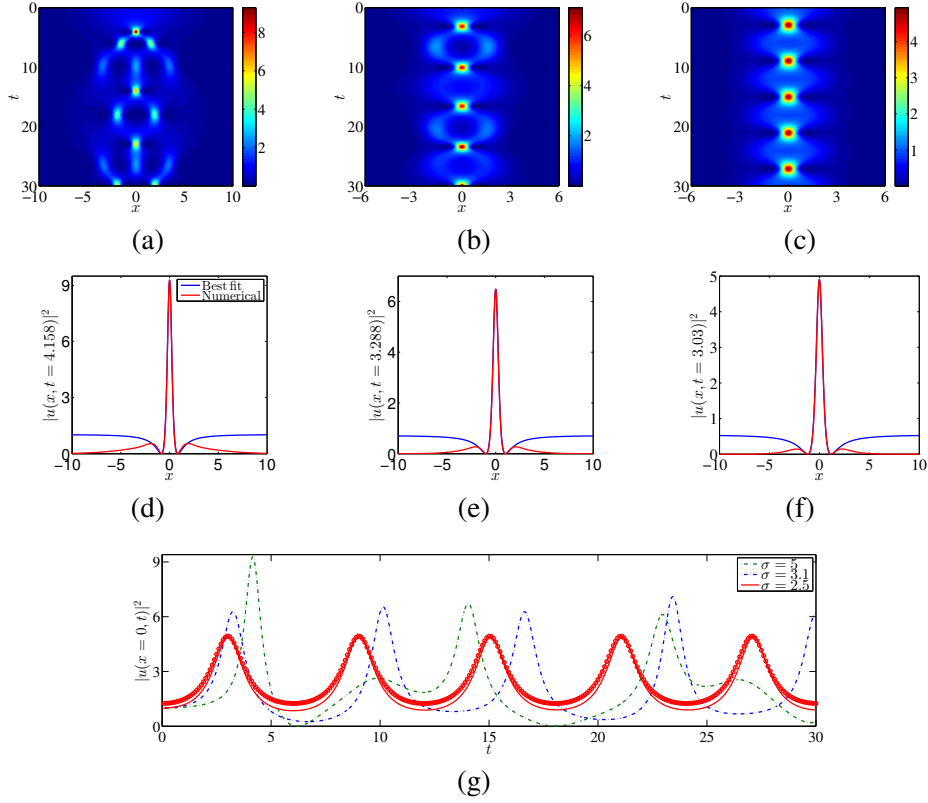 0
10
20
30
t
−10 −5 0 5 10
x
8
6
4
2
(a)
0
10
20
30
t
−6 −3 0 3 6
x
6
4
2
(b)
0
10
20
30
t
−6 −3 0 3 6
x
4
3
2
1
(c)
|u(x, t = 4.158)|²
9
6
3
0
−10 −5 0 5 10
x
Best fit
Numerical
(d)
|u(x, t = 3.288)|²
6
4
2
0
−10 −5 0 5 10
x
(e)
|u(x, t = 3.03)|²
5
4
3
2
1
0
−10 −5 0 5 10
x
(f)
|u(x = 0, t)|²
9
6
3
0
0 5 10 15 20 25 30
t
σ = 5
σ = 3.1
σ = 2.5
(g)